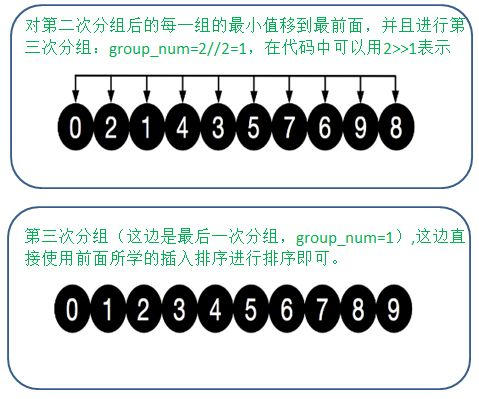 对第二次分组后的每一组的最小值移到最前面，并且进行第
三次分组：group_num=2//2=1，在代码中可以用2>>1表示
0 2 1 4 3 5 7 6 9 8
第三次分组（这边是最后一次分组，group_num=1）,这边直
接使用前面所学的插入排序进行排序即可。
0 1 2 3 4 5 6 7 8 9